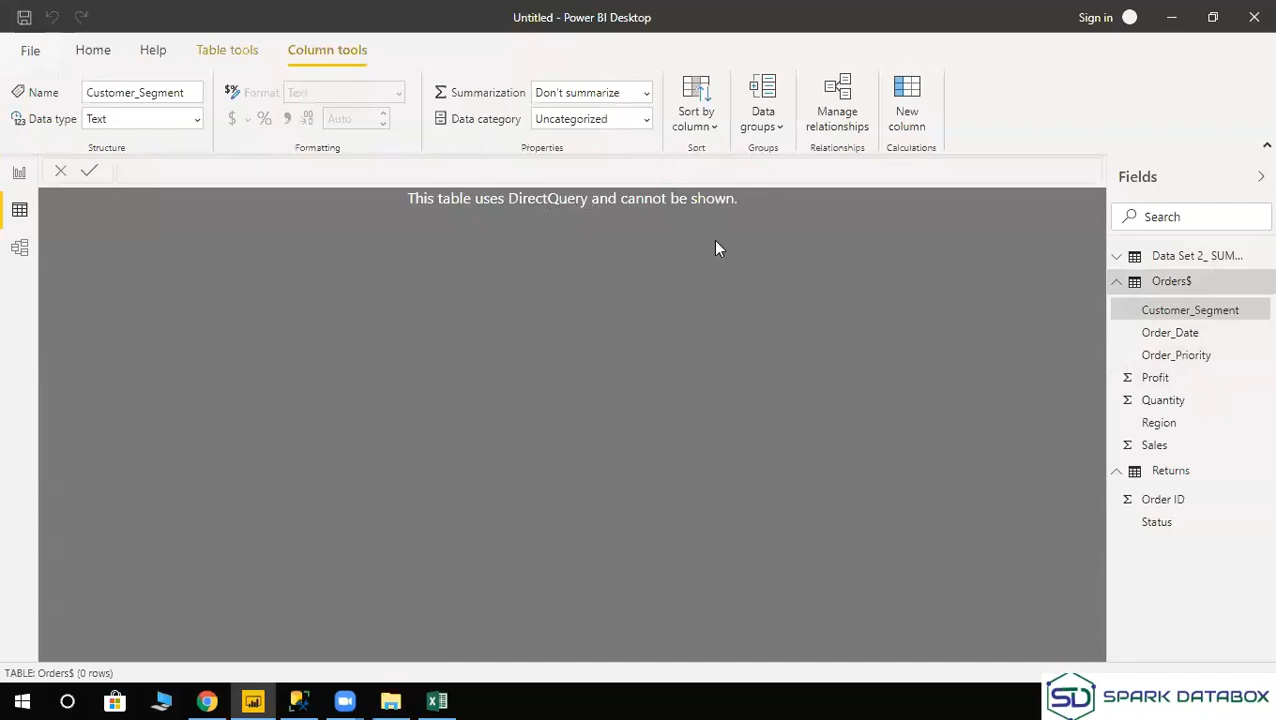 Untitled - Power BI Desktop
Sign in
File
Home
Help
Table tools
Column tools
Name
Customer_Segment
Format
Text
Summarization
Don't summarize
Data type
Text
$
%
Auto
Data category
Uncategorized
Sort by
column
Data
groups
Manage
relationships
New
column
Structure
Formatting
Properties
Sort
Groups
Relationships
Calculations
This table uses DirectQuery and cannot be shown.
Fields
Search
Data Set 2_ SUM...
Orders$
Customer_Segment
Order_Date
Order_Priority
Profit
Quantity
Region
Sales
Returns
Order ID
Status
TABLE: Orders$ (0 rows)
SD SPARK DATABOX